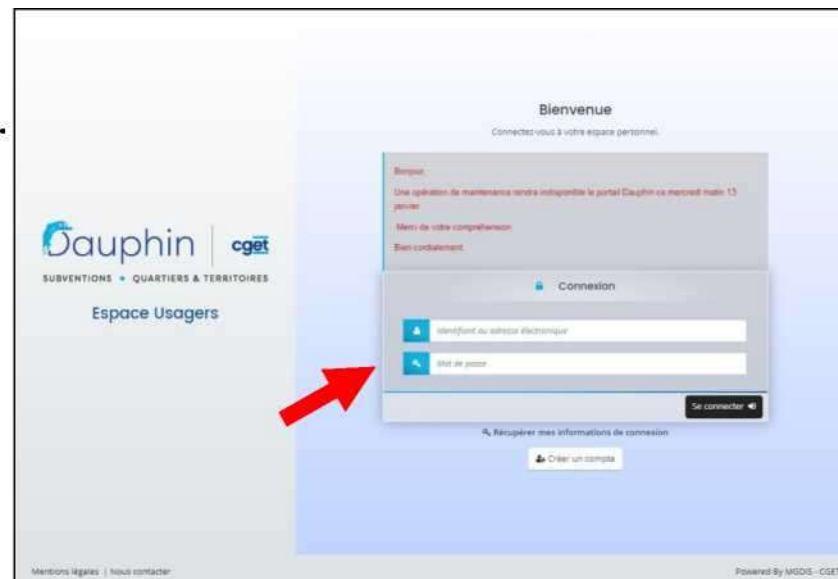 Dauphin | cget
SUBVENTIONS • QUARTIERS & TERRITOIRES
Espace Usagers
Bienvenue
Connectez-vous à votre espace personnel.
Bonjour,
Une opération de maintenance rendra indisponible le portail Dauphin ce mercredi matin 13
janvier.
Merci de votre compréhension
Bien cordialement.
Connexion
Identifiant ou adresse électronique
Mot de passe
Se connecter
Récupérer mes informations de connexion
Créer un compte
Mentions légales | Nous contacter
Powered By MGDIS - CGET